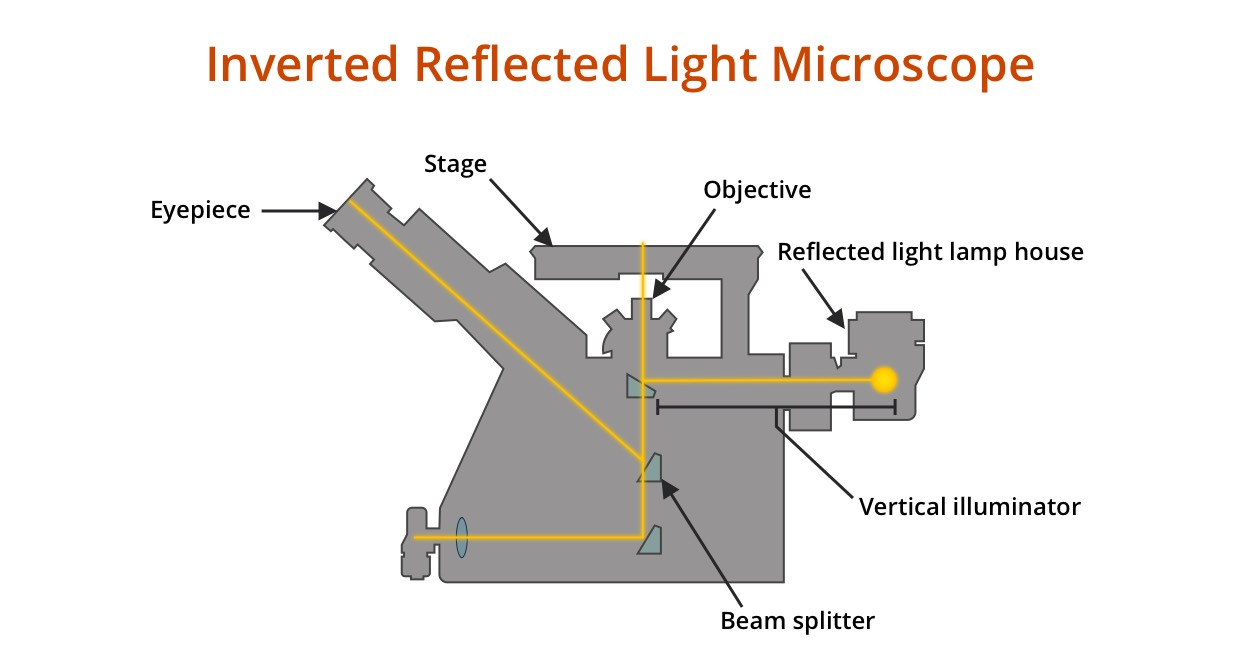 Inverted Reflected Light Microscope
Stage
Objective
Eyepiece
Reflected light lamp house
Vertical illuminator
Beam splitter